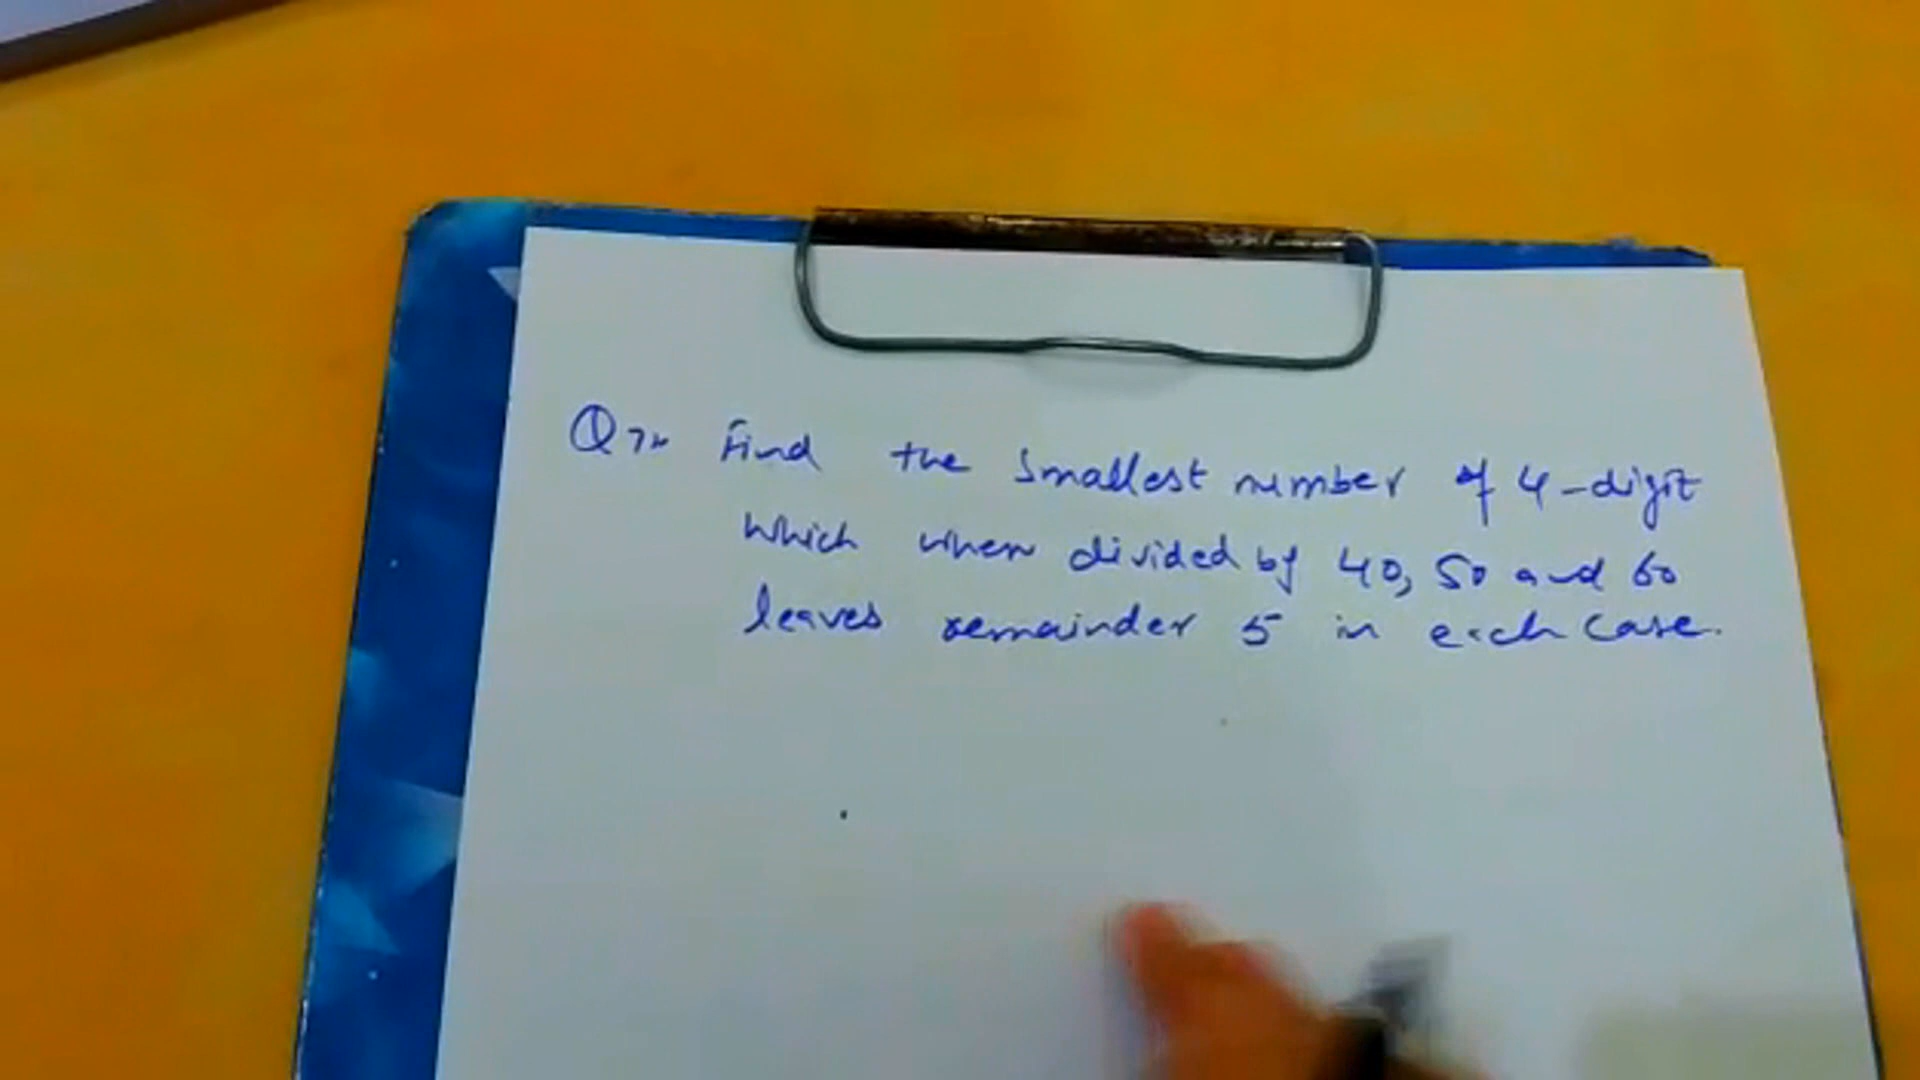 Q7:- Find the smallest number of 4-digit
which when divided by 40, 50 and 60
leaves remainder 5 in each case.